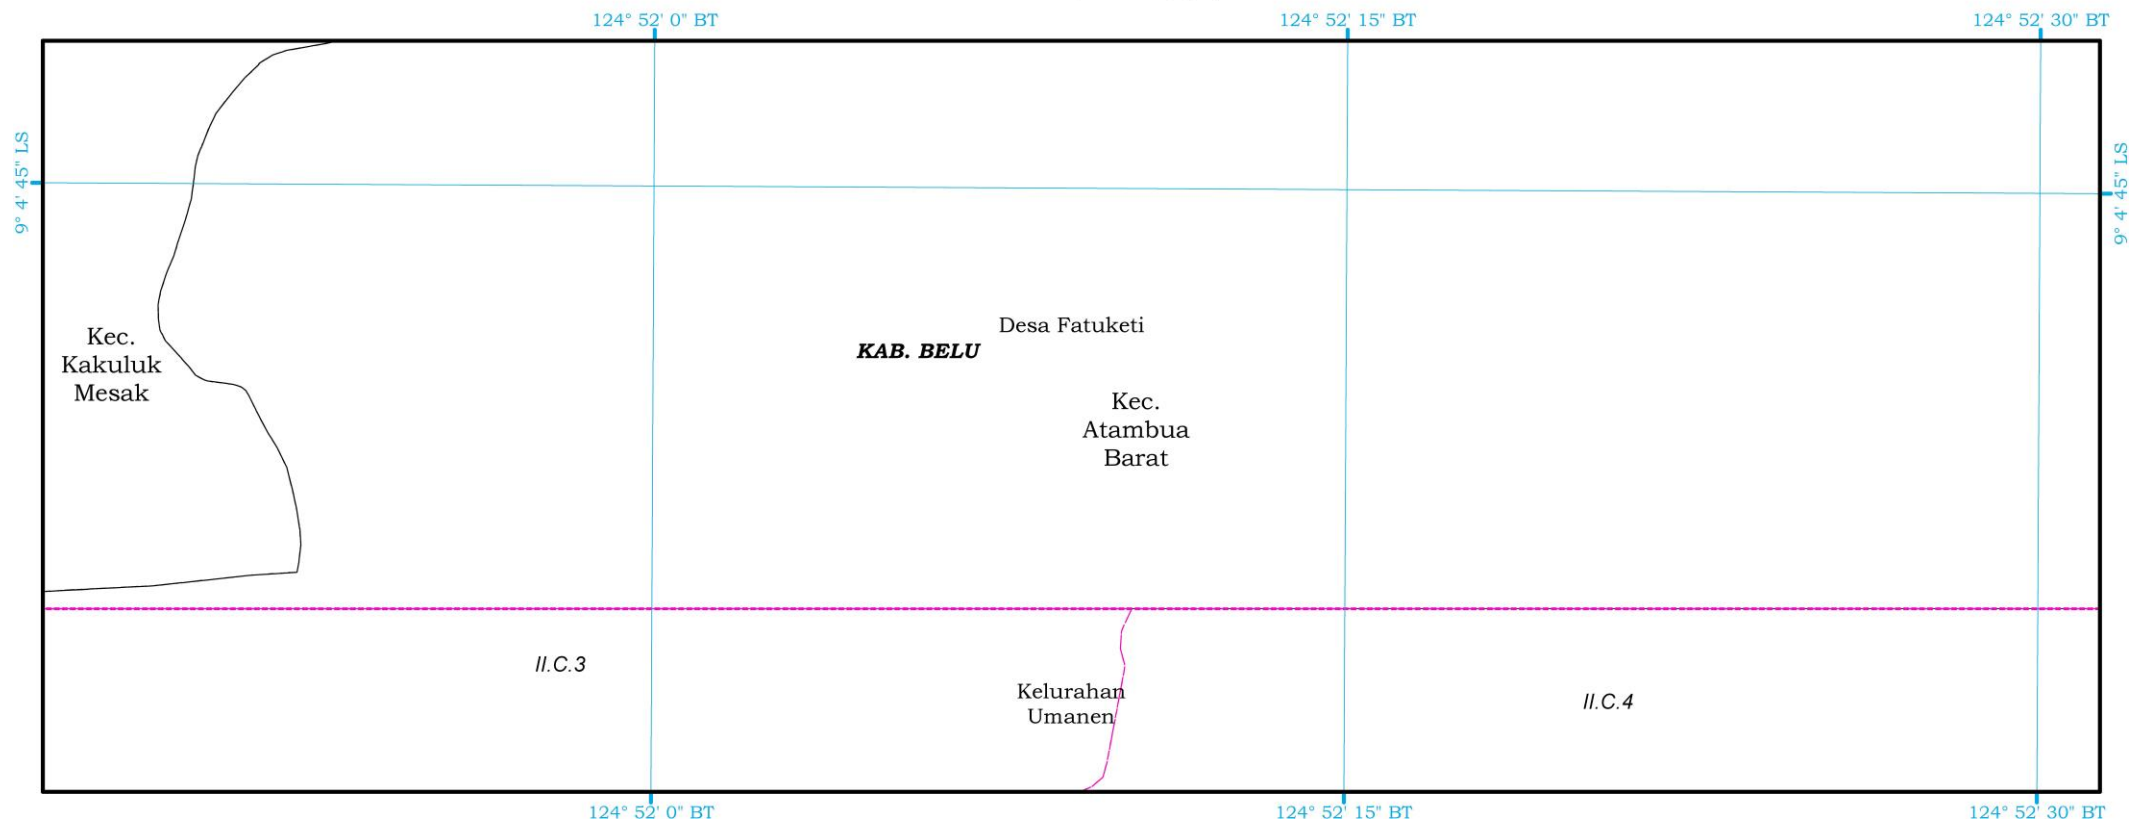 124° 52' 0" BT
124° 52' 15" BT
124° 52' 30" BT
9° 4' 45" LS
9° 4' 45" LS
Desa Fatuketi
Kec.
Kakuluk
Mesak
KAB. BELU
Kec.
Atambua
Barat
II.C.3
Kelurahan
Umanen
II.C.4
124° 52' 0" BT
124° 52' 15" BT
124° 52' 30" BT